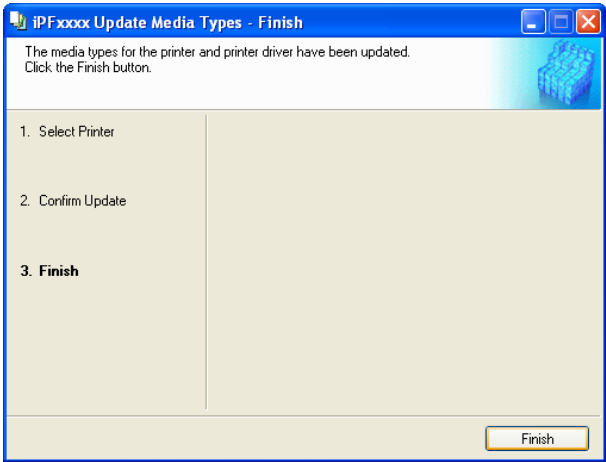 iPFxxxx Update Media Types - Finish
The media types for the printer and printer driver have been updated.
Click the Finish button.
1. Select Printer
2. Confirm Update
3. Finish
Finish